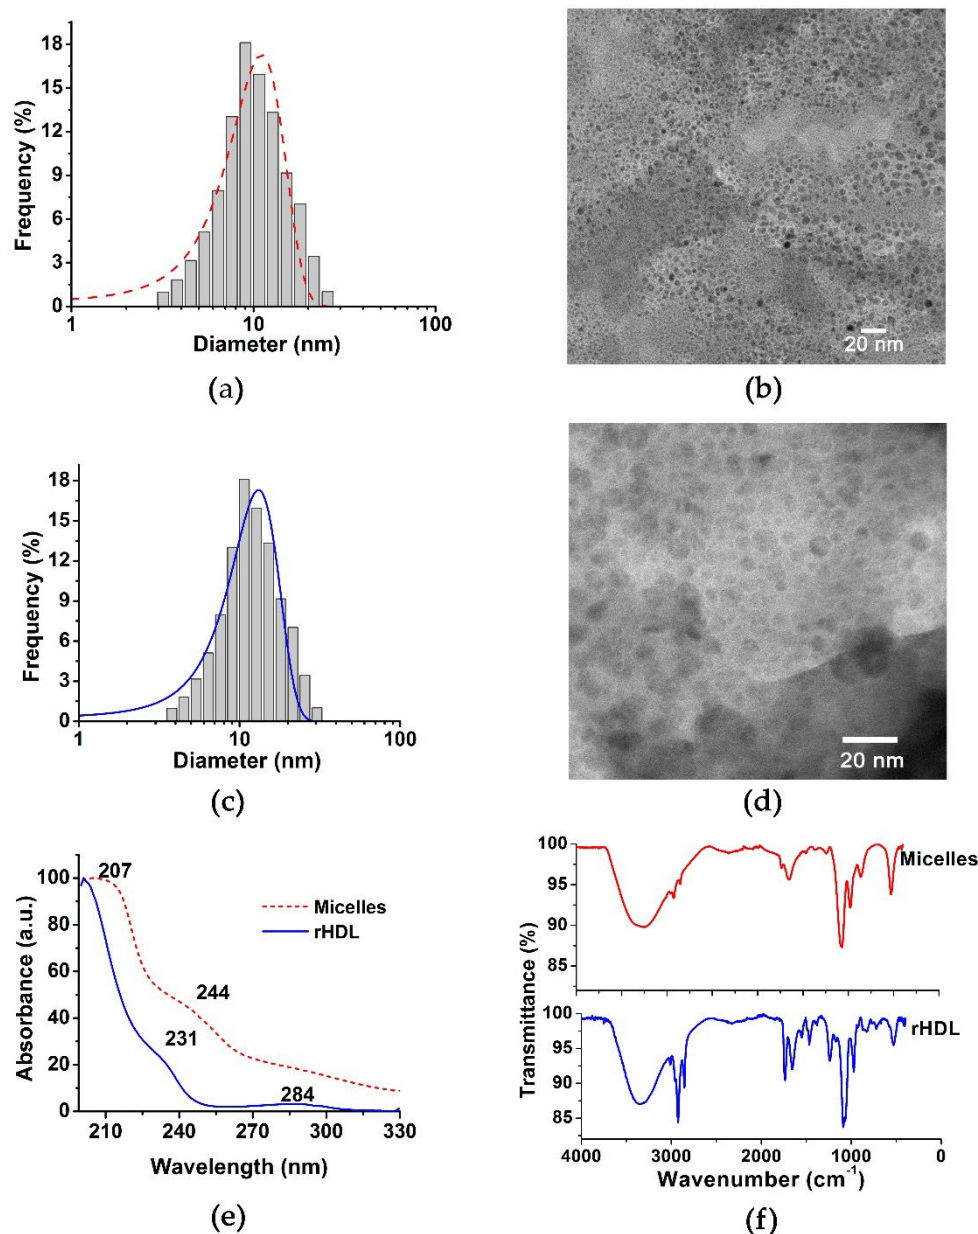 18
15
12
9
6
3
0
Frequency (%)
1 10 100
Diameter (nm)
(a)
20 nm
(b)
18
15
12
9
6
3
0
Frequency (%)
1 10 100
Diameter (nm)
(c)
20 nm
(d)
100
80
60
40
20
0
Absorbance (a.u.)
207
244
231
284
Micelles
rHDL
210 240 270 300 330
Wavelength (nm)
(e)
100
95
90
85
Micelles
Transmittance (%)
100
95
90
85
rHDL
4000 3000 2000 1000 0
Wavenumber (cm⁻¹)
(f)